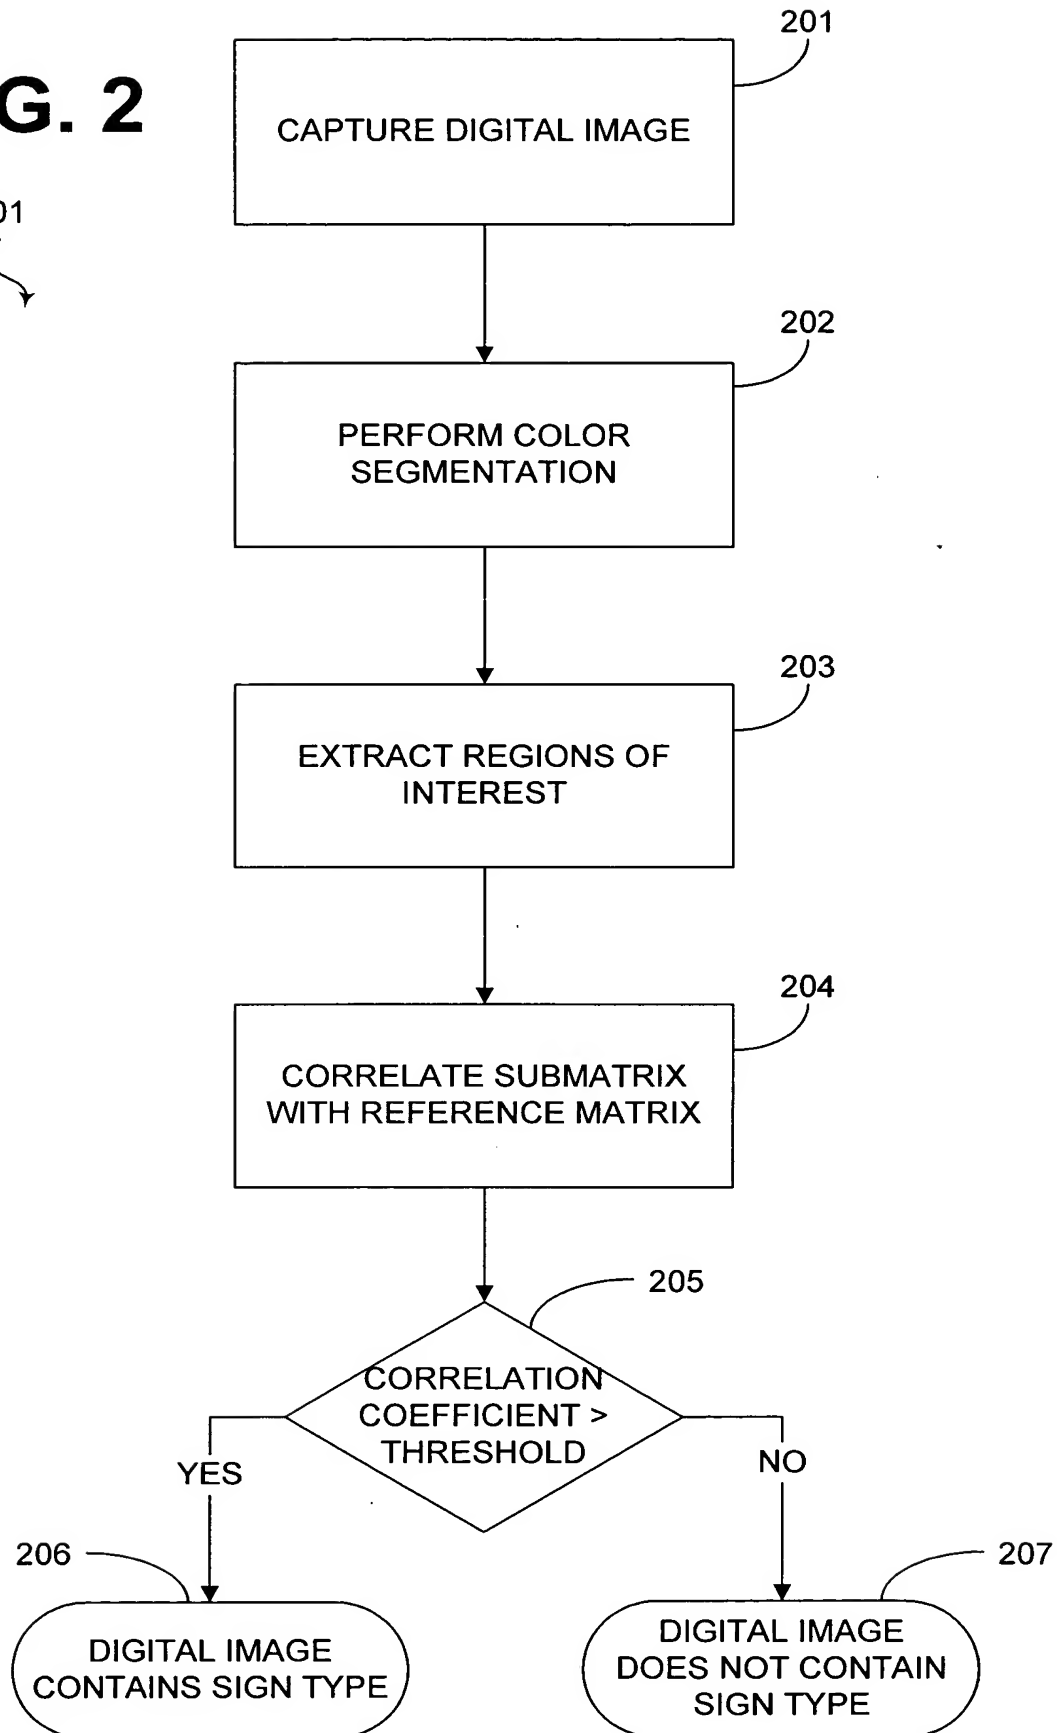 201
G. 2
CAPTURE DIGITAL IMAGE
01
202
PERFORM COLOR
SEGMENTATION
203
EXTRACT REGIONS OF
INTEREST
204
CORRELATE SUBMATRIX
WITH REFERENCE MATRIX
205
CORRELATION
COEFFICIENT >
THRESHOLD
YES
NO
206
207
DIGITAL IMAGE
CONTAINS SIGN TYPE
DIGITAL IMAGE
DOES NOT CONTAIN
SIGN TYPE